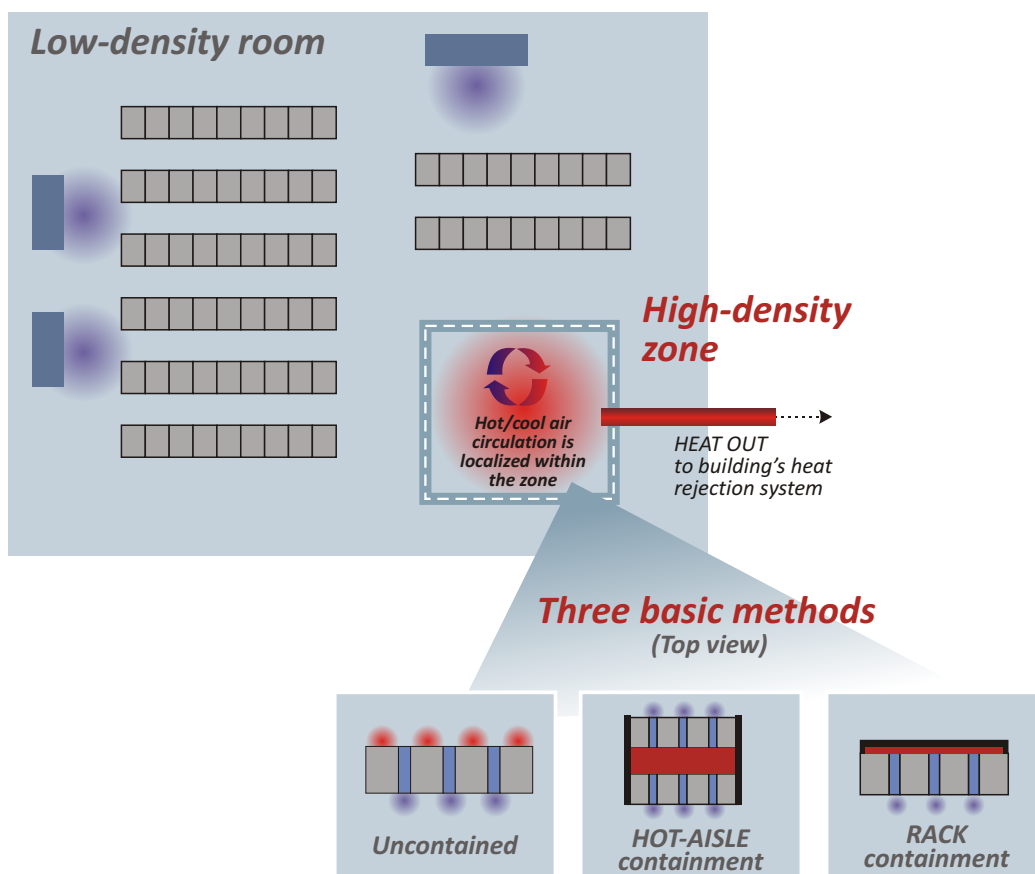 Low-density room
High-density
zone
Hot/cool air
circulation is
localized within
the zone
HEAT OUT
to building’s heat
rejection system
Three basic methods
(Top view)
Uncontained
HOT-AISLE
containment
RACK
containment